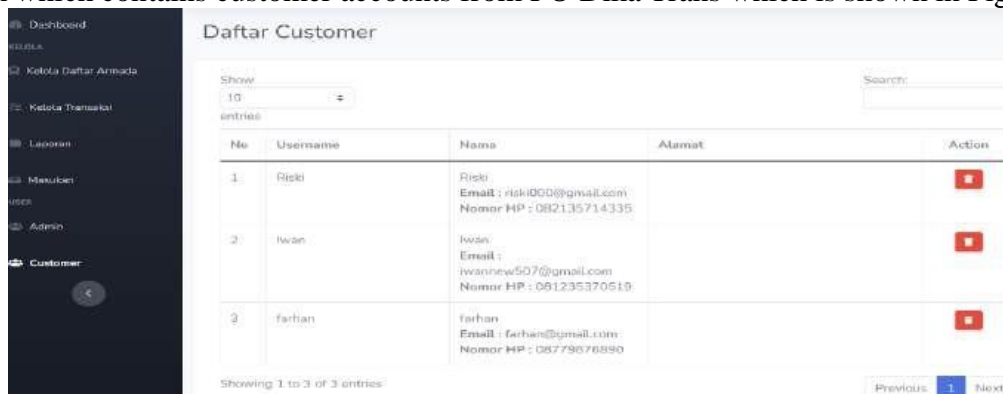 which contains customer accounts from PO Bina Trans which is shown in Fig
Dashboard
KELOLA
Kelola Daftar Armada
Kelola Transaksi
Laporan
Masukan
USER
Admin
Customer
Daftar Customer
Show
10
entries
Search:
No Username Nama Alamat Action
1 Riski Riski
Email : riski000@gmail.com
Nomor HP : 082135714335
2 Iwan Iwan
Email :
iwannew507@gmail.com
Nomor HP : 081235370519
3 farhan farhan
Email : farhan@gmail.com
Nomor HP : 08779876890
Showing 1 to 3 of 3 entries
Previous 1 Next